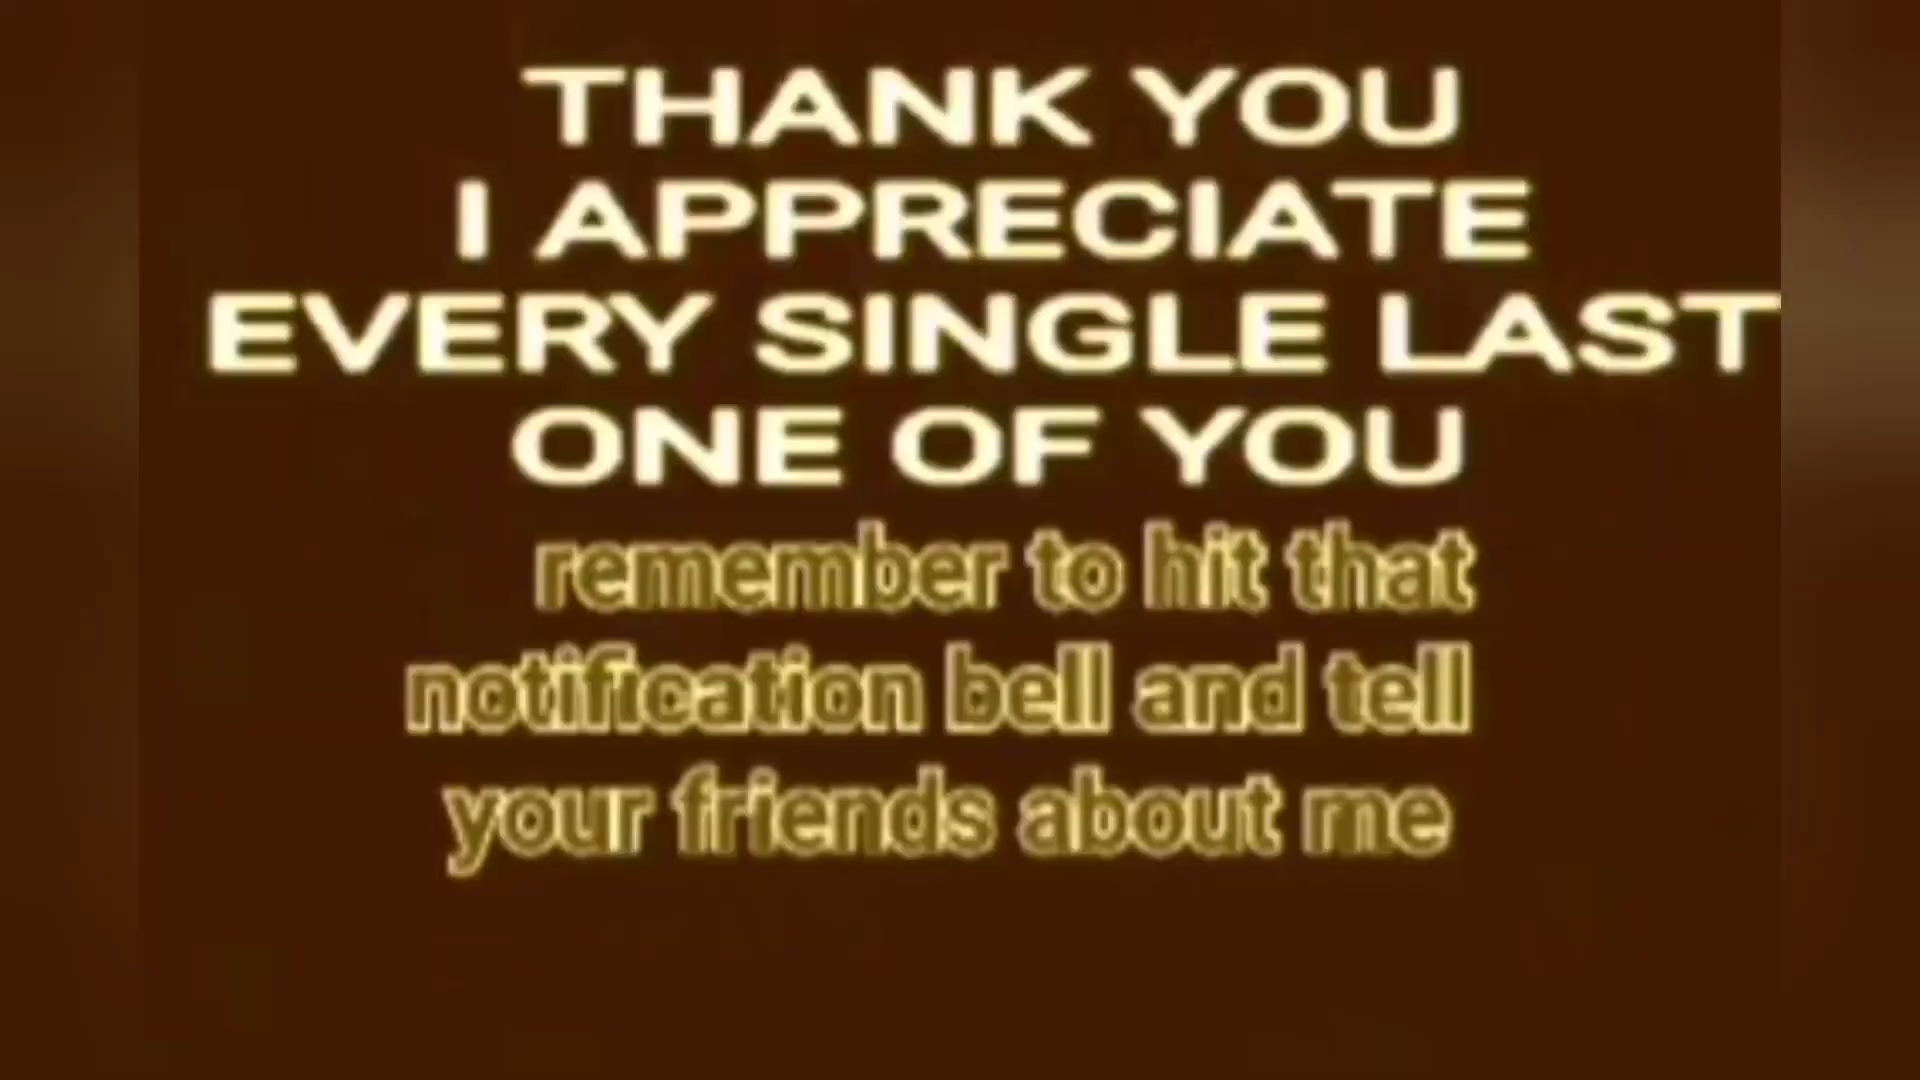 THANK YOU
I APPRECIATE
EVERY SINGLE LAST
ONE OF YOU
remember to hit that
notification bell and tell
your friends about me